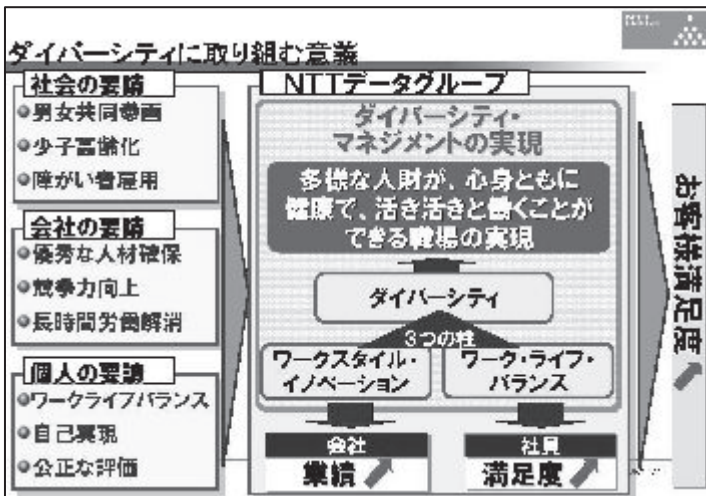 ダイバーシティに取り組む意義
社会の要請
●男女共同参画
●少子高齢化
●障がい者雇用
会社の要請
●優秀な人材確保
●競争力向上
●長時間労働解消
個人の要請
●ワークライフバランス
●自己実現
●公正な評価
NTTデータグループ
ダイバーシティ・
マネジメントの実現
多様な人財が、心身ともに
健康で、活き活きと働くことが
できる職場の実現
ダイバーシティ
3つの柱
ワークスタイル・
イノベーション
ワーク・ライフ・
バランス
会社
業績
社員
満足度
お客様満足度